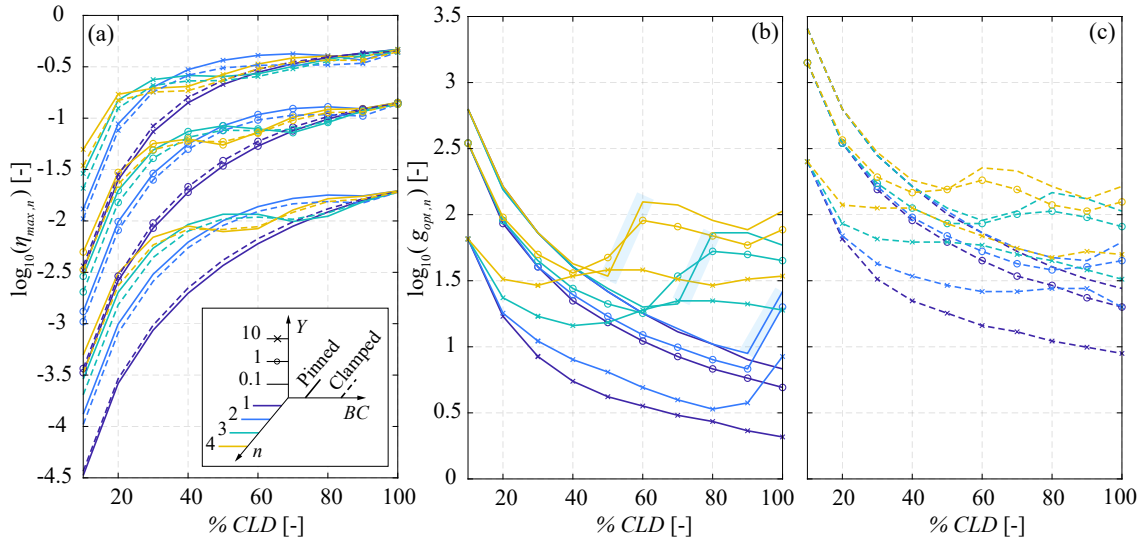 (a)
(b)
(c)
0
-0.5
-1
-1.5
-2
-2.5
-3
-3.5
-4
-4.5
log10(ηmax,n) [-]
20 40 60 80 100
% CLD [-]
Y
10
1
0.1
Pinned
Clamped
BC
1
2
3
4
n
3.5
3
2.5
2
1.5
1
0.5
0
log10(gopt,n) [-]
20 40 60 80 100
% CLD [-]
20 40 60 80 100
% CLD [-]